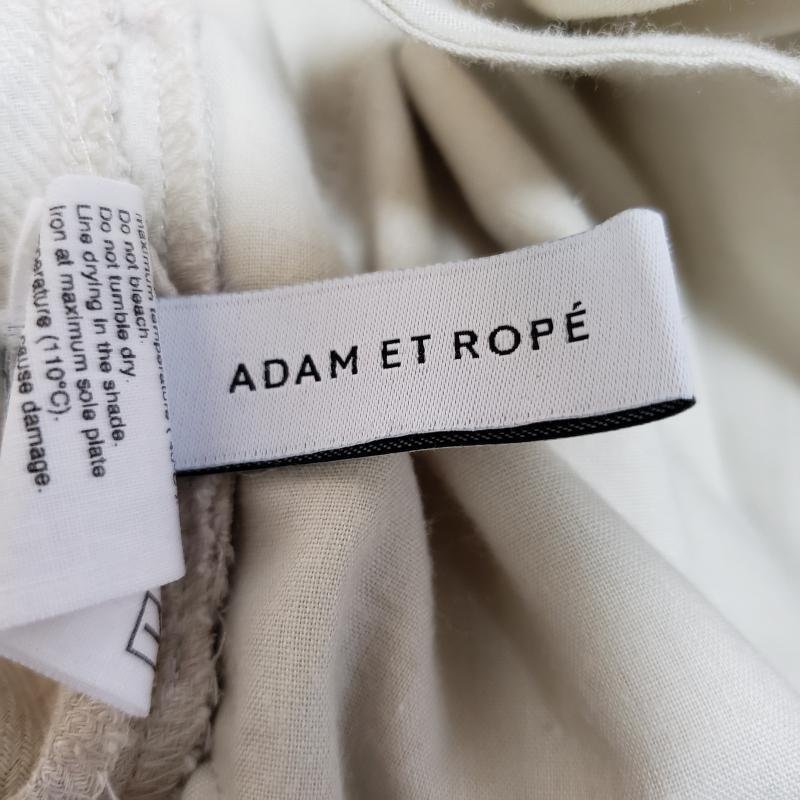 ADAM ET ROPÉ
maximum temperature
Do not bleach.
Do not tumble dry.
Line drying in the shade.
Iron at maximum sole plate
(110°C).
damage.